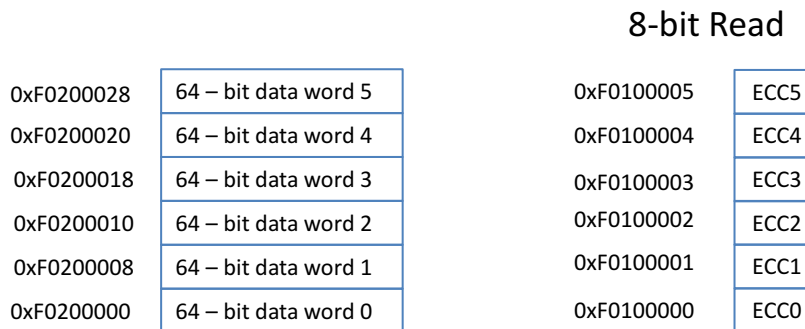 8-bit Read
0xF0200028 64 – bit data word 5 0xF0100005 ECC5
0xF0200020 64 – bit data word 4 0xF0100004 ECC4
0xF0200018 64 – bit data word 3 0xF0100003 ECC3
0xF0200010 64 – bit data word 2 0xF0100002 ECC2
0xF0200008 64 – bit data word 1 0xF0100001 ECC1
0xF0200000 64 – bit data word 0 0xF0100000 ECC0